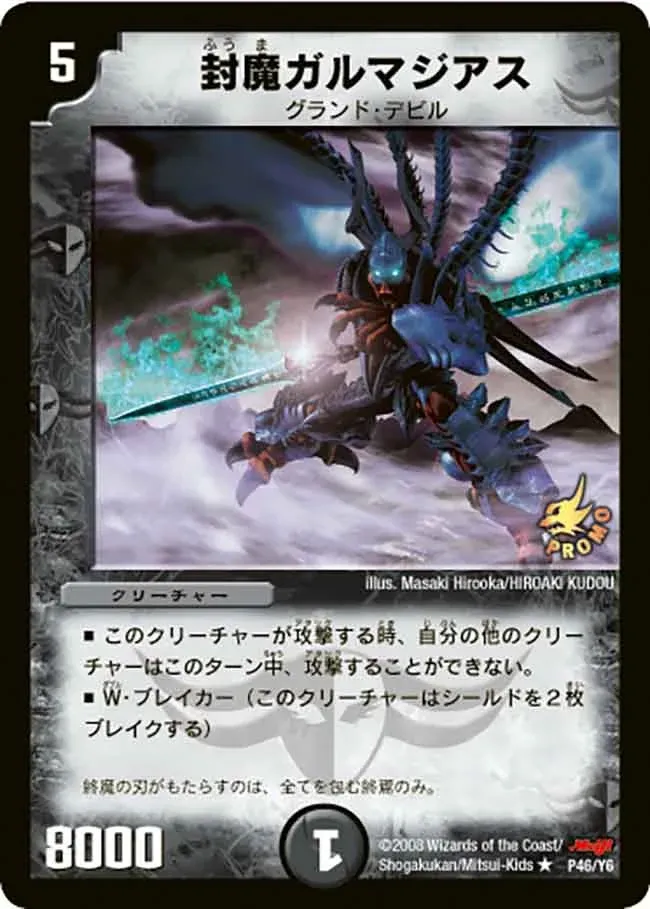 5
封魔ガルマジアス
ふう ま
グランド・デビル
PROMO
illus. Masaki Hirooka/HIROAKI KUDOU
クリーチャー
■ このクリーチャーが攻撃する時、自分の他のクリー
チャーはこのターン中、攻撃することができない。
■ W・ブレイカー（このクリーチャーはシールドを2枚
ブレイクする）
終魔の刃がもたらすのは、全てを包む終焉のみ。
8000
1
©2008 Wizards of the Coast/
Shogakukan/Mitsui-Kids ★ P46/Y6
Meiji